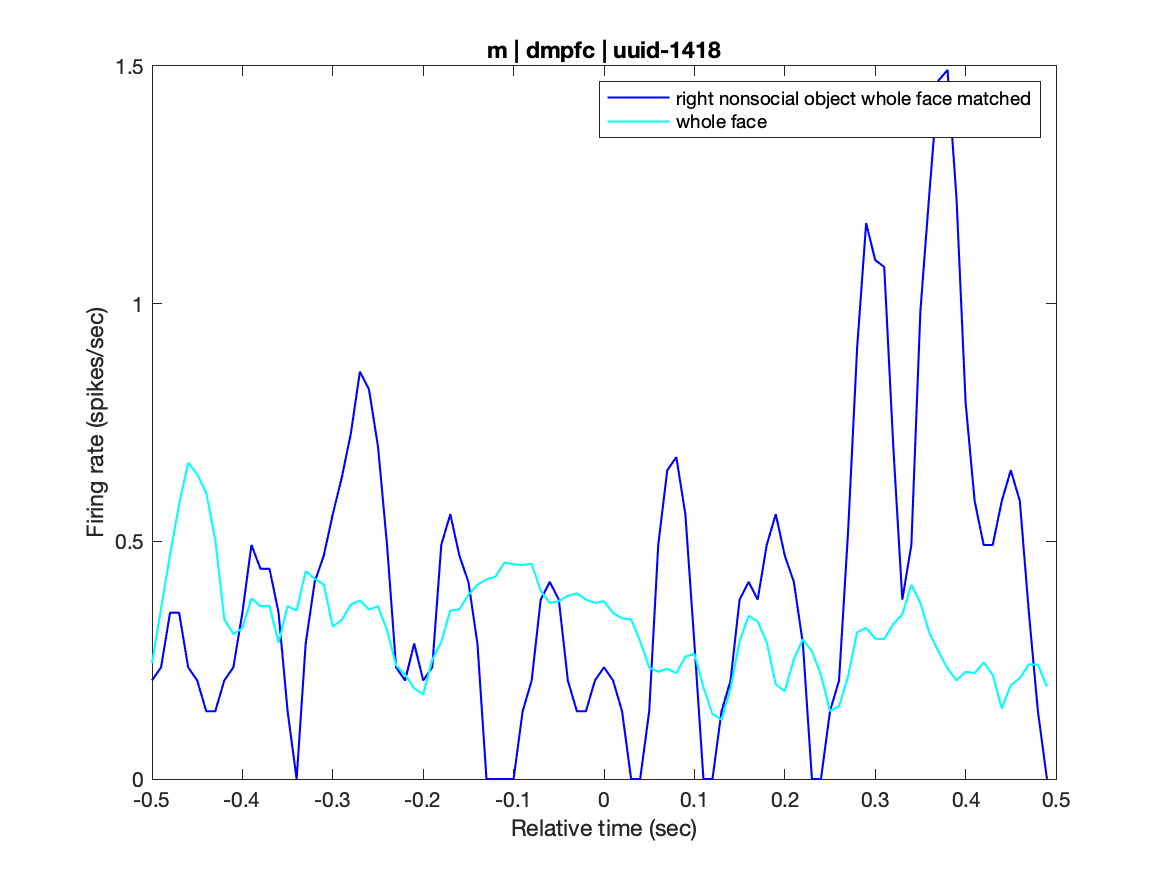 m | dmpfc | uuid-1418
right nonsocial object whole face matched
whole face
Firing rate (spikes/sec)
1.5
1
0.5
0
-0.5 -0.4 -0.3 -0.2 -0.1 0 0.1 0.2 0.3 0.4 0.5
Relative time (sec)